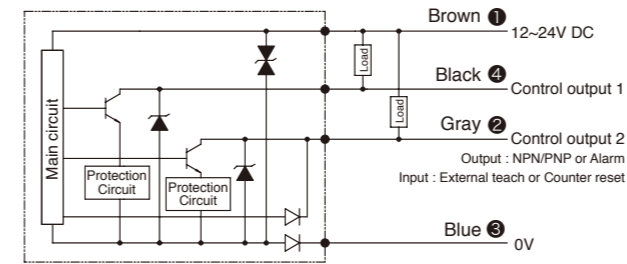 Brown ❶
12~24V DC
Load
Black ❹
Control output 1
Load
Gray ❷
Control output 2
Output : NPN/PNP or Alarm
Input : External teach or Counter reset
Main circuit
Protection
Circuit
Protection
Circuit
Blue ❸
0V